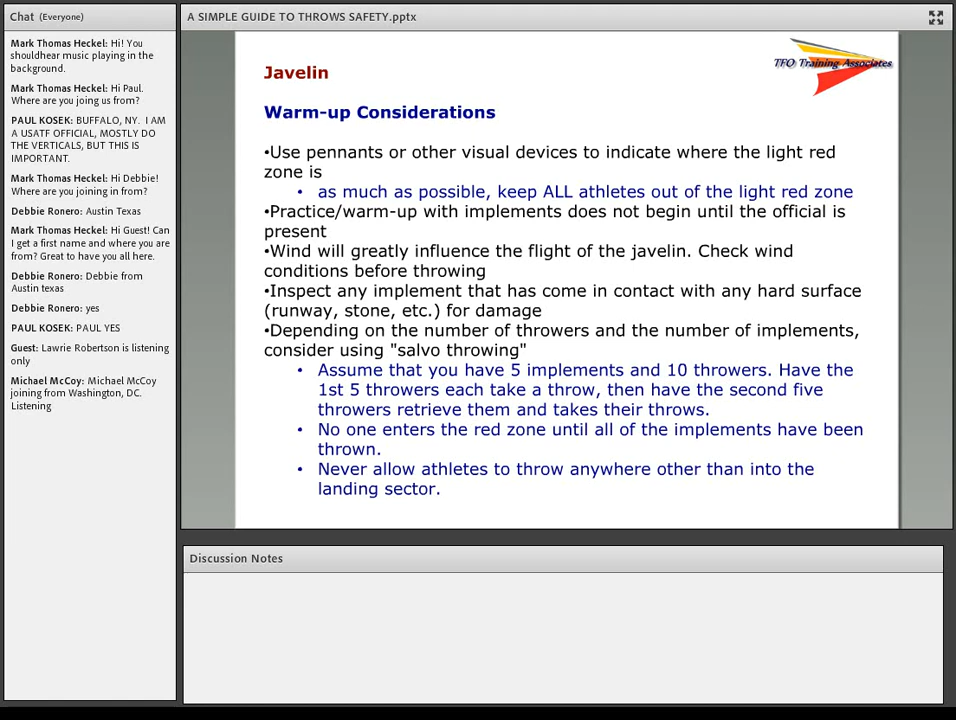 Chat (Everyone)
Mark Thomas Heckel: Hi! You
shouldhear music playing in the
background.
Mark Thomas Heckel: Hi Paul.
Where are you joing us from?
PAUL KOSEK: BUFFALO, NY.  I AM
A USATF OFFICIAL, MOSTLY DO
THE VERTICALS, BUT THIS IS
IMPORTANT.
Mark Thomas Heckel: Hi Debbie!
Where are you joining in from?
Debbie Ronero: Austin Texas
Mark Thomas Heckel: Hi Guest! Can
I get a first name and where you are
from? Great to have you all here.
Debbie Ronero: Debbie from
Austin texas
Debbie Ronero: yes
PAUL KOSEK: PAUL YES
Guest: Lawrie Robertson is listening
only
Michael McCoy: Michael McCoy
joining from Washington, DC.
Listening
A SIMPLE GUIDE TO THROWS SAFETY.pptx
TFO Training Associates
Javelin
Warm-up Considerations
•Use pennants or other visual devices to indicate where the light red
zone is
• as much as possible, keep ALL athletes out of the light red zone
•Practice/warm-up with implements does not begin until the official is
present
•Wind will greatly influence the flight of the javelin. Check wind
conditions before throwing
•Inspect any implement that has come in contact with any hard surface
(runway, stone, etc.) for damage
•Depending on the number of throwers and the number of implements,
consider using "salvo throwing"
• Assume that you have 5 implements and 10 throwers. Have the
1st 5 throwers each take a throw, then have the second five
throwers retrieve them and takes their throws.
• No one enters the red zone until all of the implements have been
thrown.
• Never allow athletes to throw anywhere other than into the
landing sector.
Discussion Notes